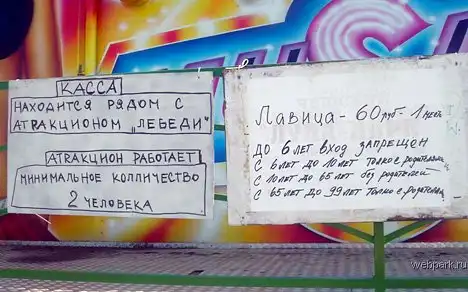 КАССА
НАХОДИТСЯ РЯДОМ С
АТRАКЦИОНОМ „ЛЕБЕДИ"
АТRАКЦИОН РАБОТАЕТ
МИНИМАЛЬНОЕ КОЛЛИЧЕСТВО
2 ЧЕЛОВЕКА
Лавица - 60 руб - 1 чел
ДО 6 ЛЕТ ВХОД ЗАПРЕЩЕН
С 6 ЛЕТ ДО 10 ЛЕТ ТОЛЬКО С РОДИТЕЛЯМИ
С 10 ЛЕТ ДО 65 ЛЕТ БЕЗ РОДИТЕЛЕЙ
С 65 ЛЕТ ДО 99 ЛЕТ ТОЛЬКО С РОДИТЕЛЯМИ
webpark.ru